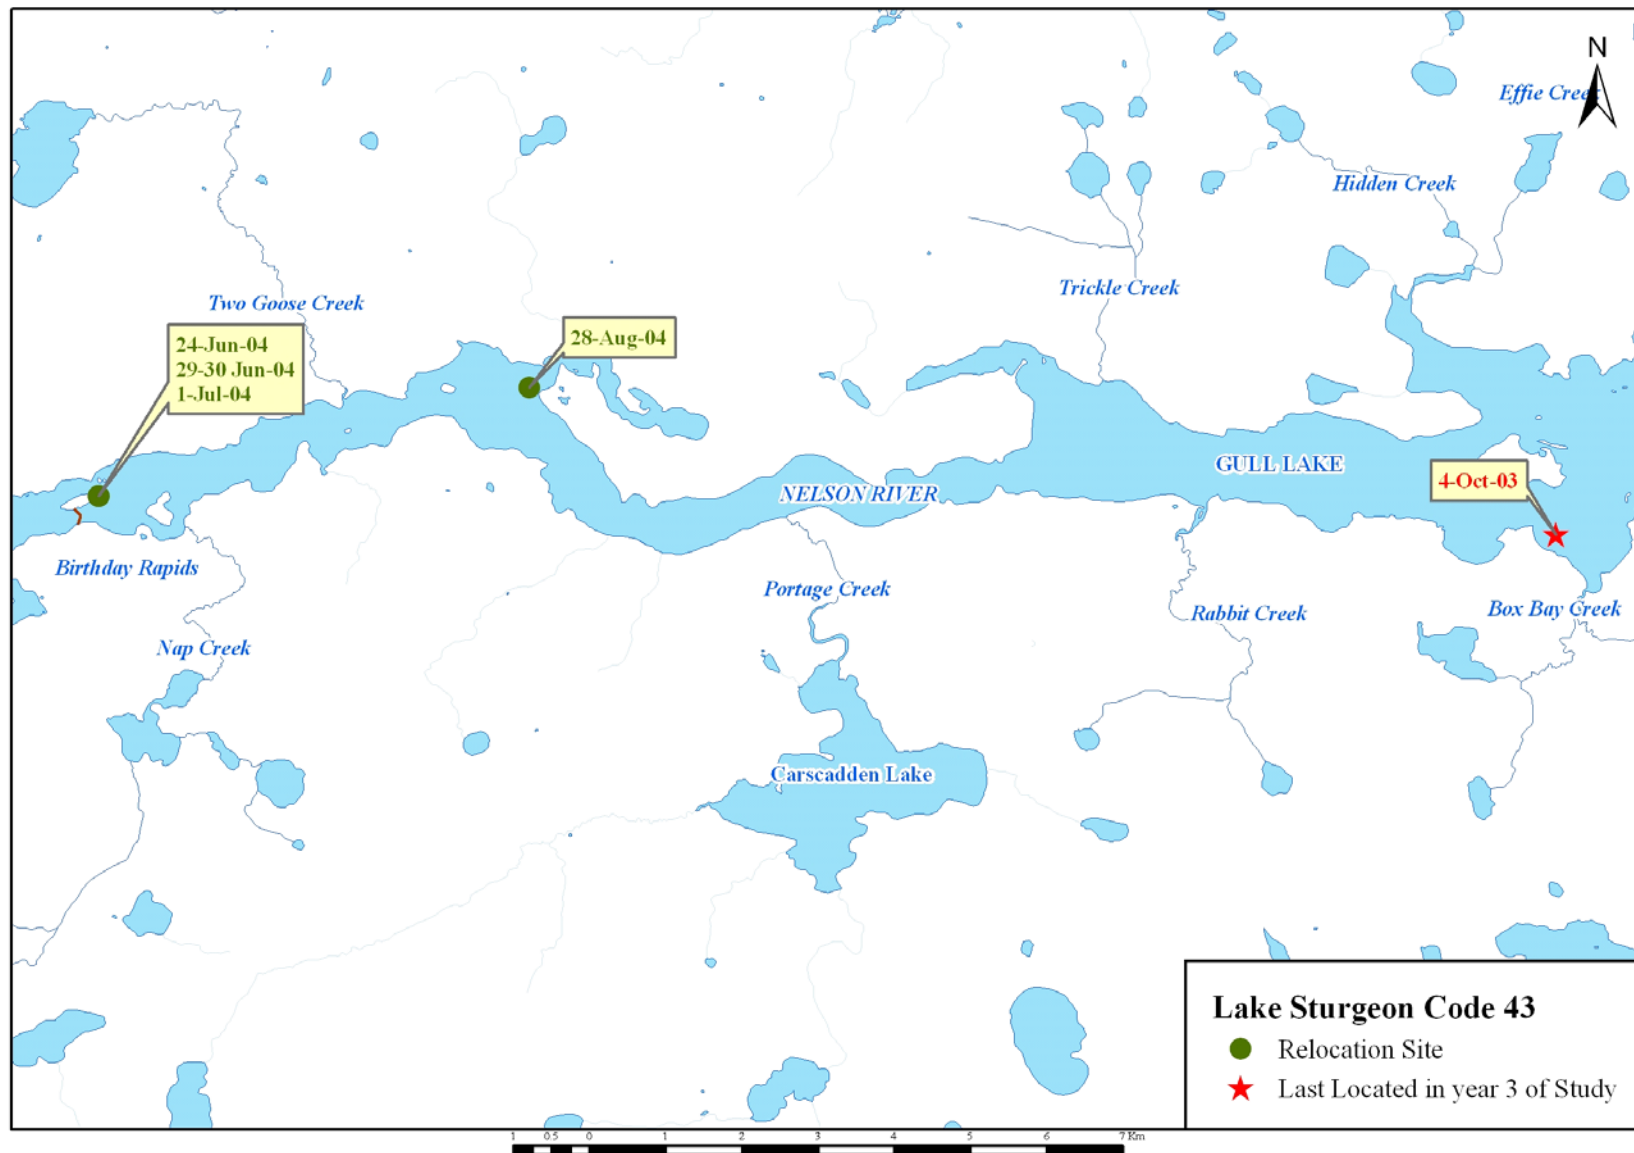 N
Effie Creek
Hidden Creek
Trickle Creek
Two Goose Creek
24-Jun-04
29-30 Jun-04
1-Jul-04
28-Aug-04
GULL LAKE
4-Oct-03
NELSON RIVER
Birthday Rapids
Portage Creek
Rabbit Creek
Box Bay Creek
Nap Creek
Carscadden Lake
Lake Sturgeon Code 43
Relocation Site
Last Located in year 3 of Study
1 0.5 0 1 2 3 4 5 6 7 Km